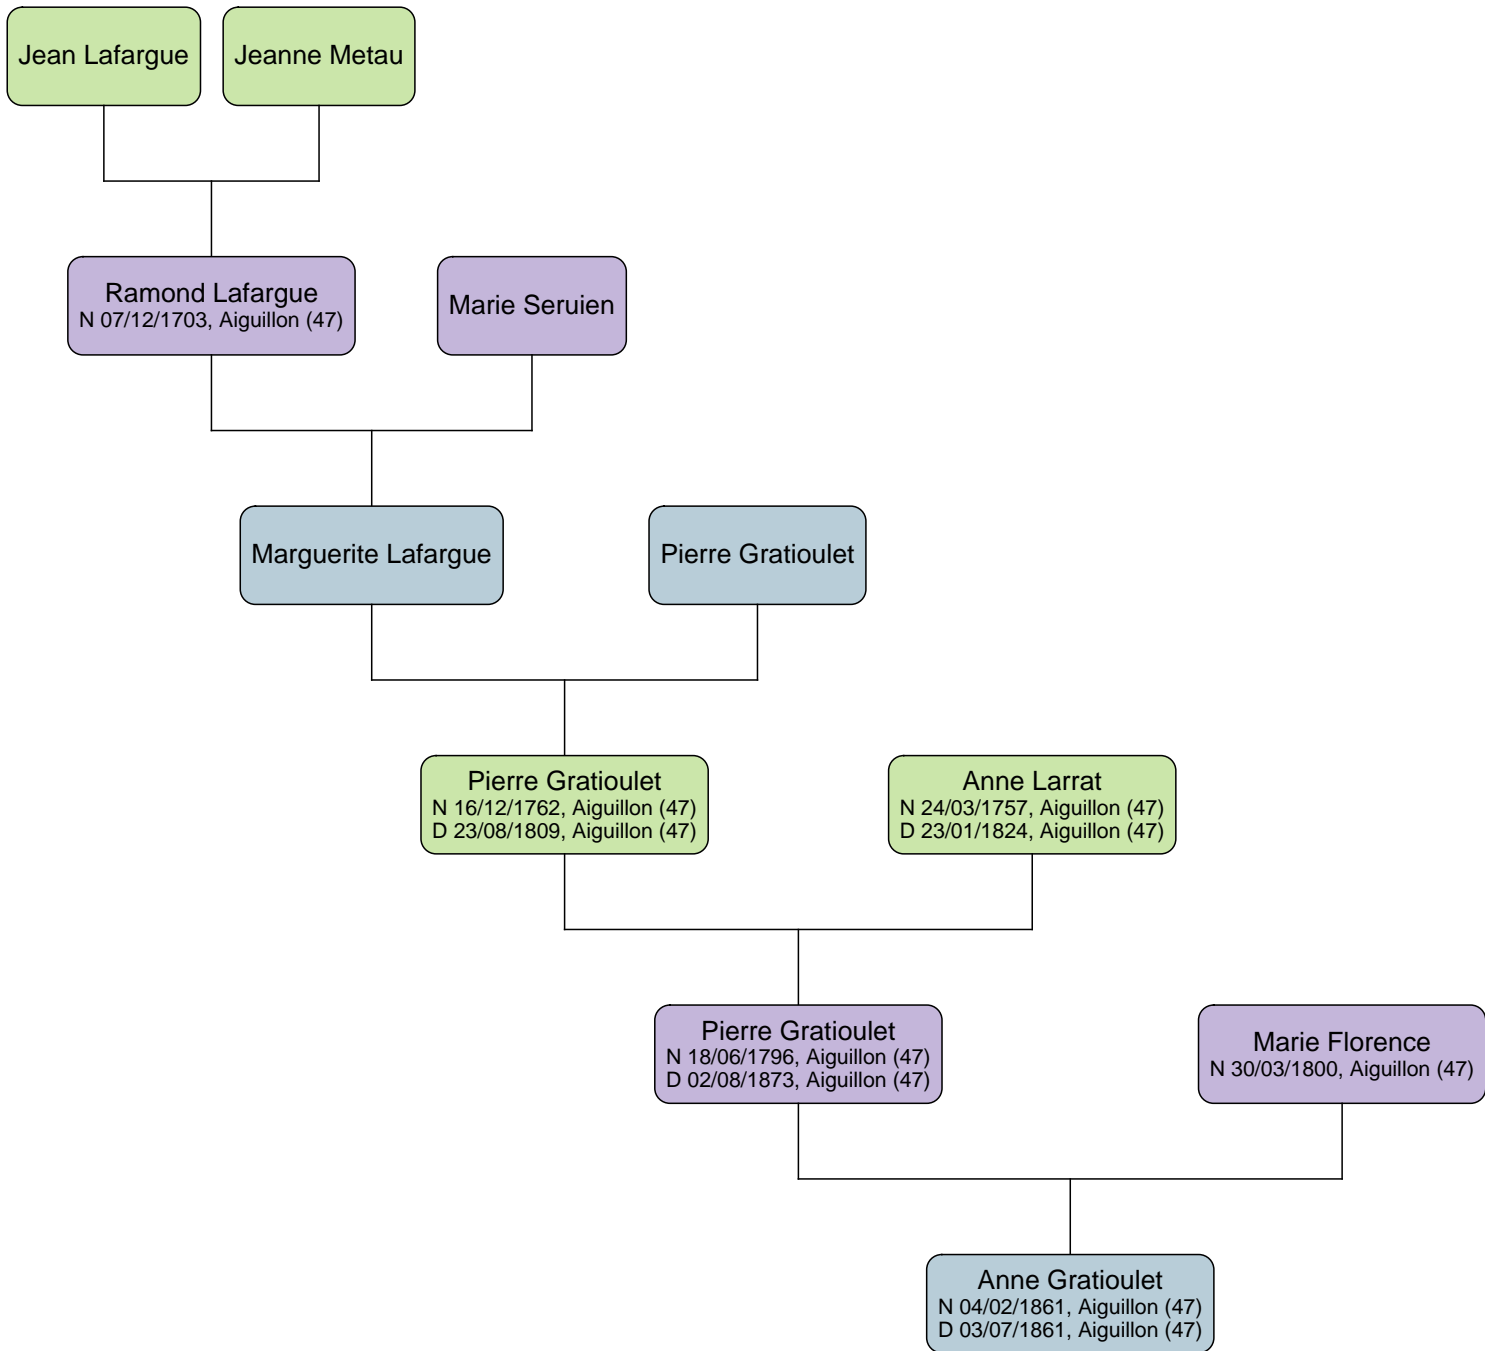 Jean Lafargue
Jeanne Metau
Ramond Lafargue
N 07/12/1703, Aiguillon (47)
Marie Seruien
Marguerite Lafargue
Pierre Gratioulet
Pierre Gratioulet
N 16/12/1762, Aiguillon (47)
D 23/08/1809, Aiguillon (47)
Anne Larrat
N 24/03/1757, Aiguillon (47)
D 23/01/1824, Aiguillon (47)
Pierre Gratioulet
N 18/06/1796, Aiguillon (47)
D 02/08/1873, Aiguillon (47)
Marie Florence
N 30/03/1800, Aiguillon (47)
Anne Gratioulet
N 04/02/1861, Aiguillon (47)
D 03/07/1861, Aiguillon (47)